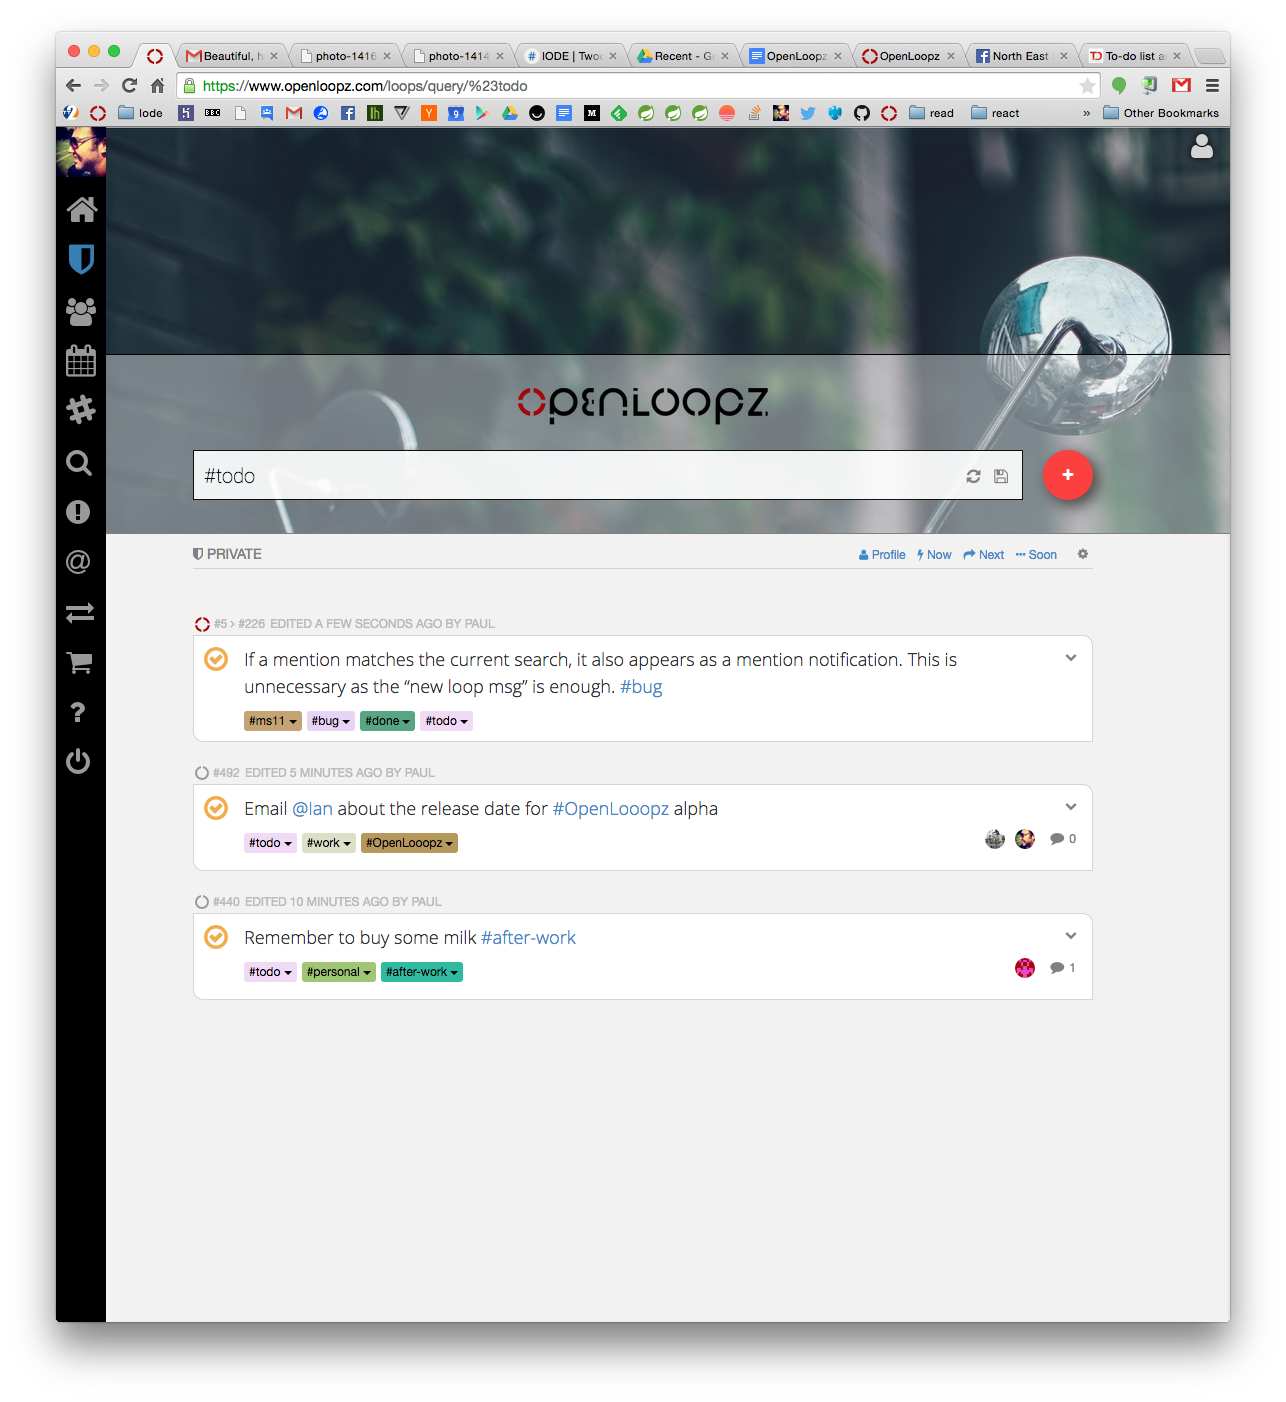 Beautiful, h
photo-1416
photo-1414
# IODE | Twoo
Recent - Go
OpenLoopz
OpenLoopz
North East
To-do list a
https://www.openloopz.com/loops/query/%23todo
Iode
BBC
read
react
» Other Bookmarks
OPENLOOPZ
#todo
+
PRIVATE
Profile Now Next Soon
#5 > #226 EDITED A FEW SECONDS AGO BY PAUL
If a mention matches the current search, it also appears as a mention notification. This is
unnecessary as the “new loop msg” is enough. #bug
#ms11 #bug #done #todo
#492 EDITED 5 MINUTES AGO BY PAUL
Email @Ian about the release date for #OpenLooopz alpha
#todo #work #OpenLooopz
0
#440 EDITED 10 MINUTES AGO BY PAUL
Remember to buy some milk #after-work
#todo #personal #after-work
1